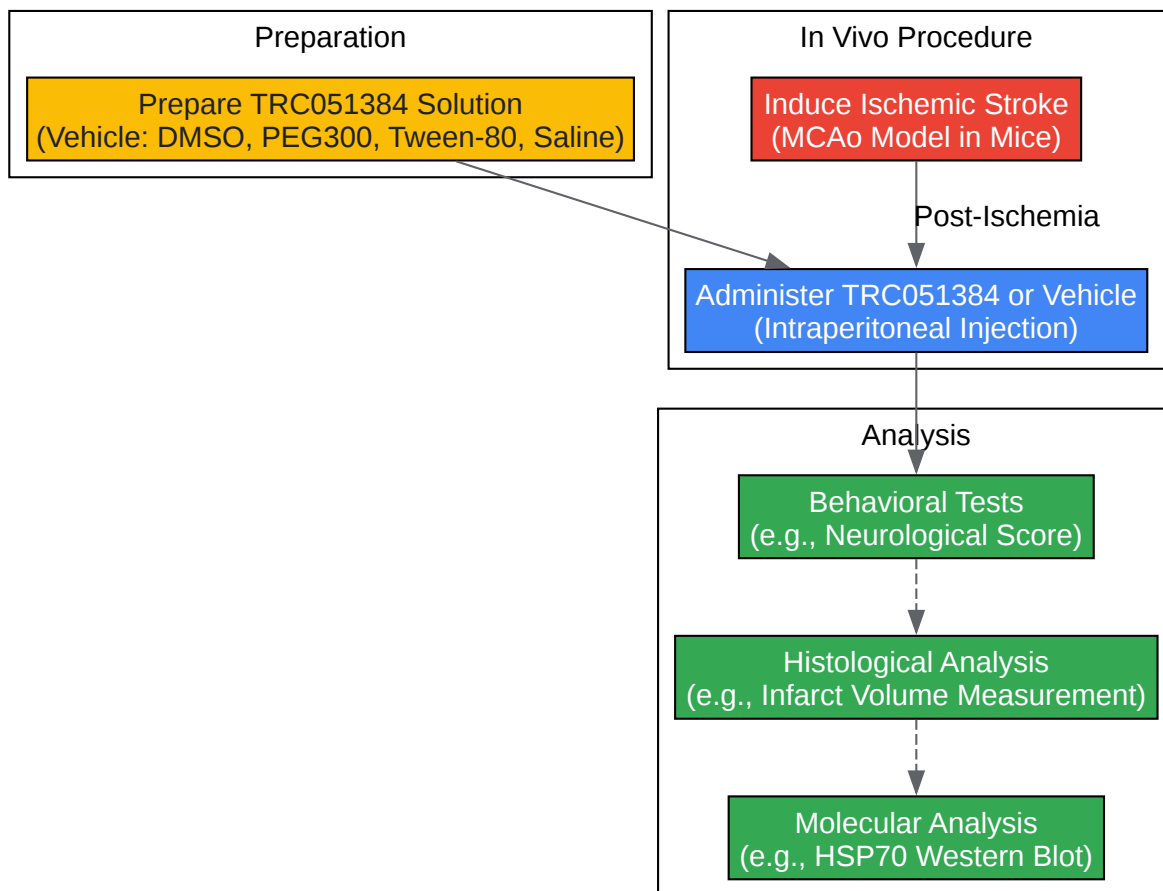 Preparation
Prepare TRC051384 Solution
(Vehicle: DMSO, PEG300, Tween-80, Saline)
In Vivo Procedure
Induce Ischemic Stroke
(MCAo Model in Mice)
Post-Ischemia
Administer TRC051384 or Vehicle
(Intraperitoneal Injection)
Analysis
Behavioral Tests
(e.g., Neurological Score)
Histological Analysis
(e.g., Infarct Volume Measurement)
Molecular Analysis
(e.g., HSP70 Western Blot)